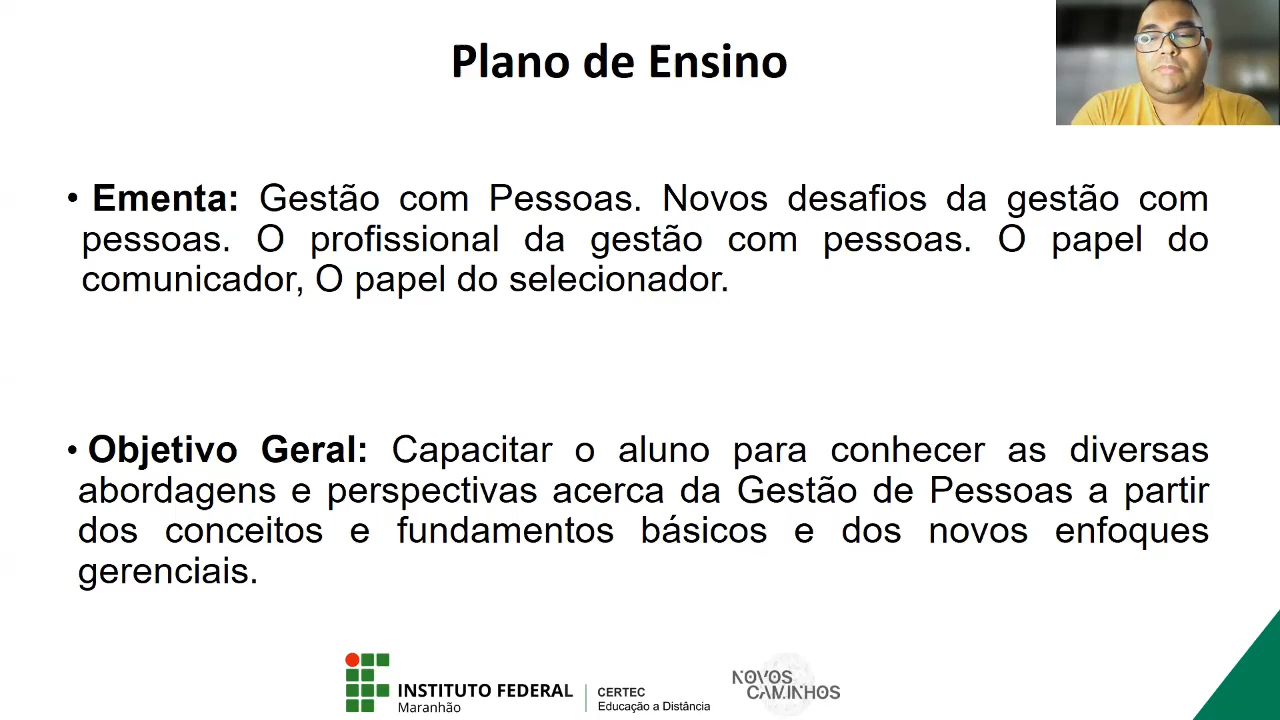 Plano de Ensino
• Ementa: Gestão com Pessoas. Novos desafios da gestão com
pessoas. O profissional da gestão com pessoas. O papel do
comunicador, O papel do selecionador.
• Objetivo Geral: Capacitar o aluno para conhecer as diversas
abordagens e perspectivas acerca da Gestão de Pessoas a partir
dos conceitos e fundamentos básicos e dos novos enfoques
gerenciais.
INSTITUTO FEDERAL
Maranhão
CERTEC
Educação a Distância
NOVOS
CAMINHOS